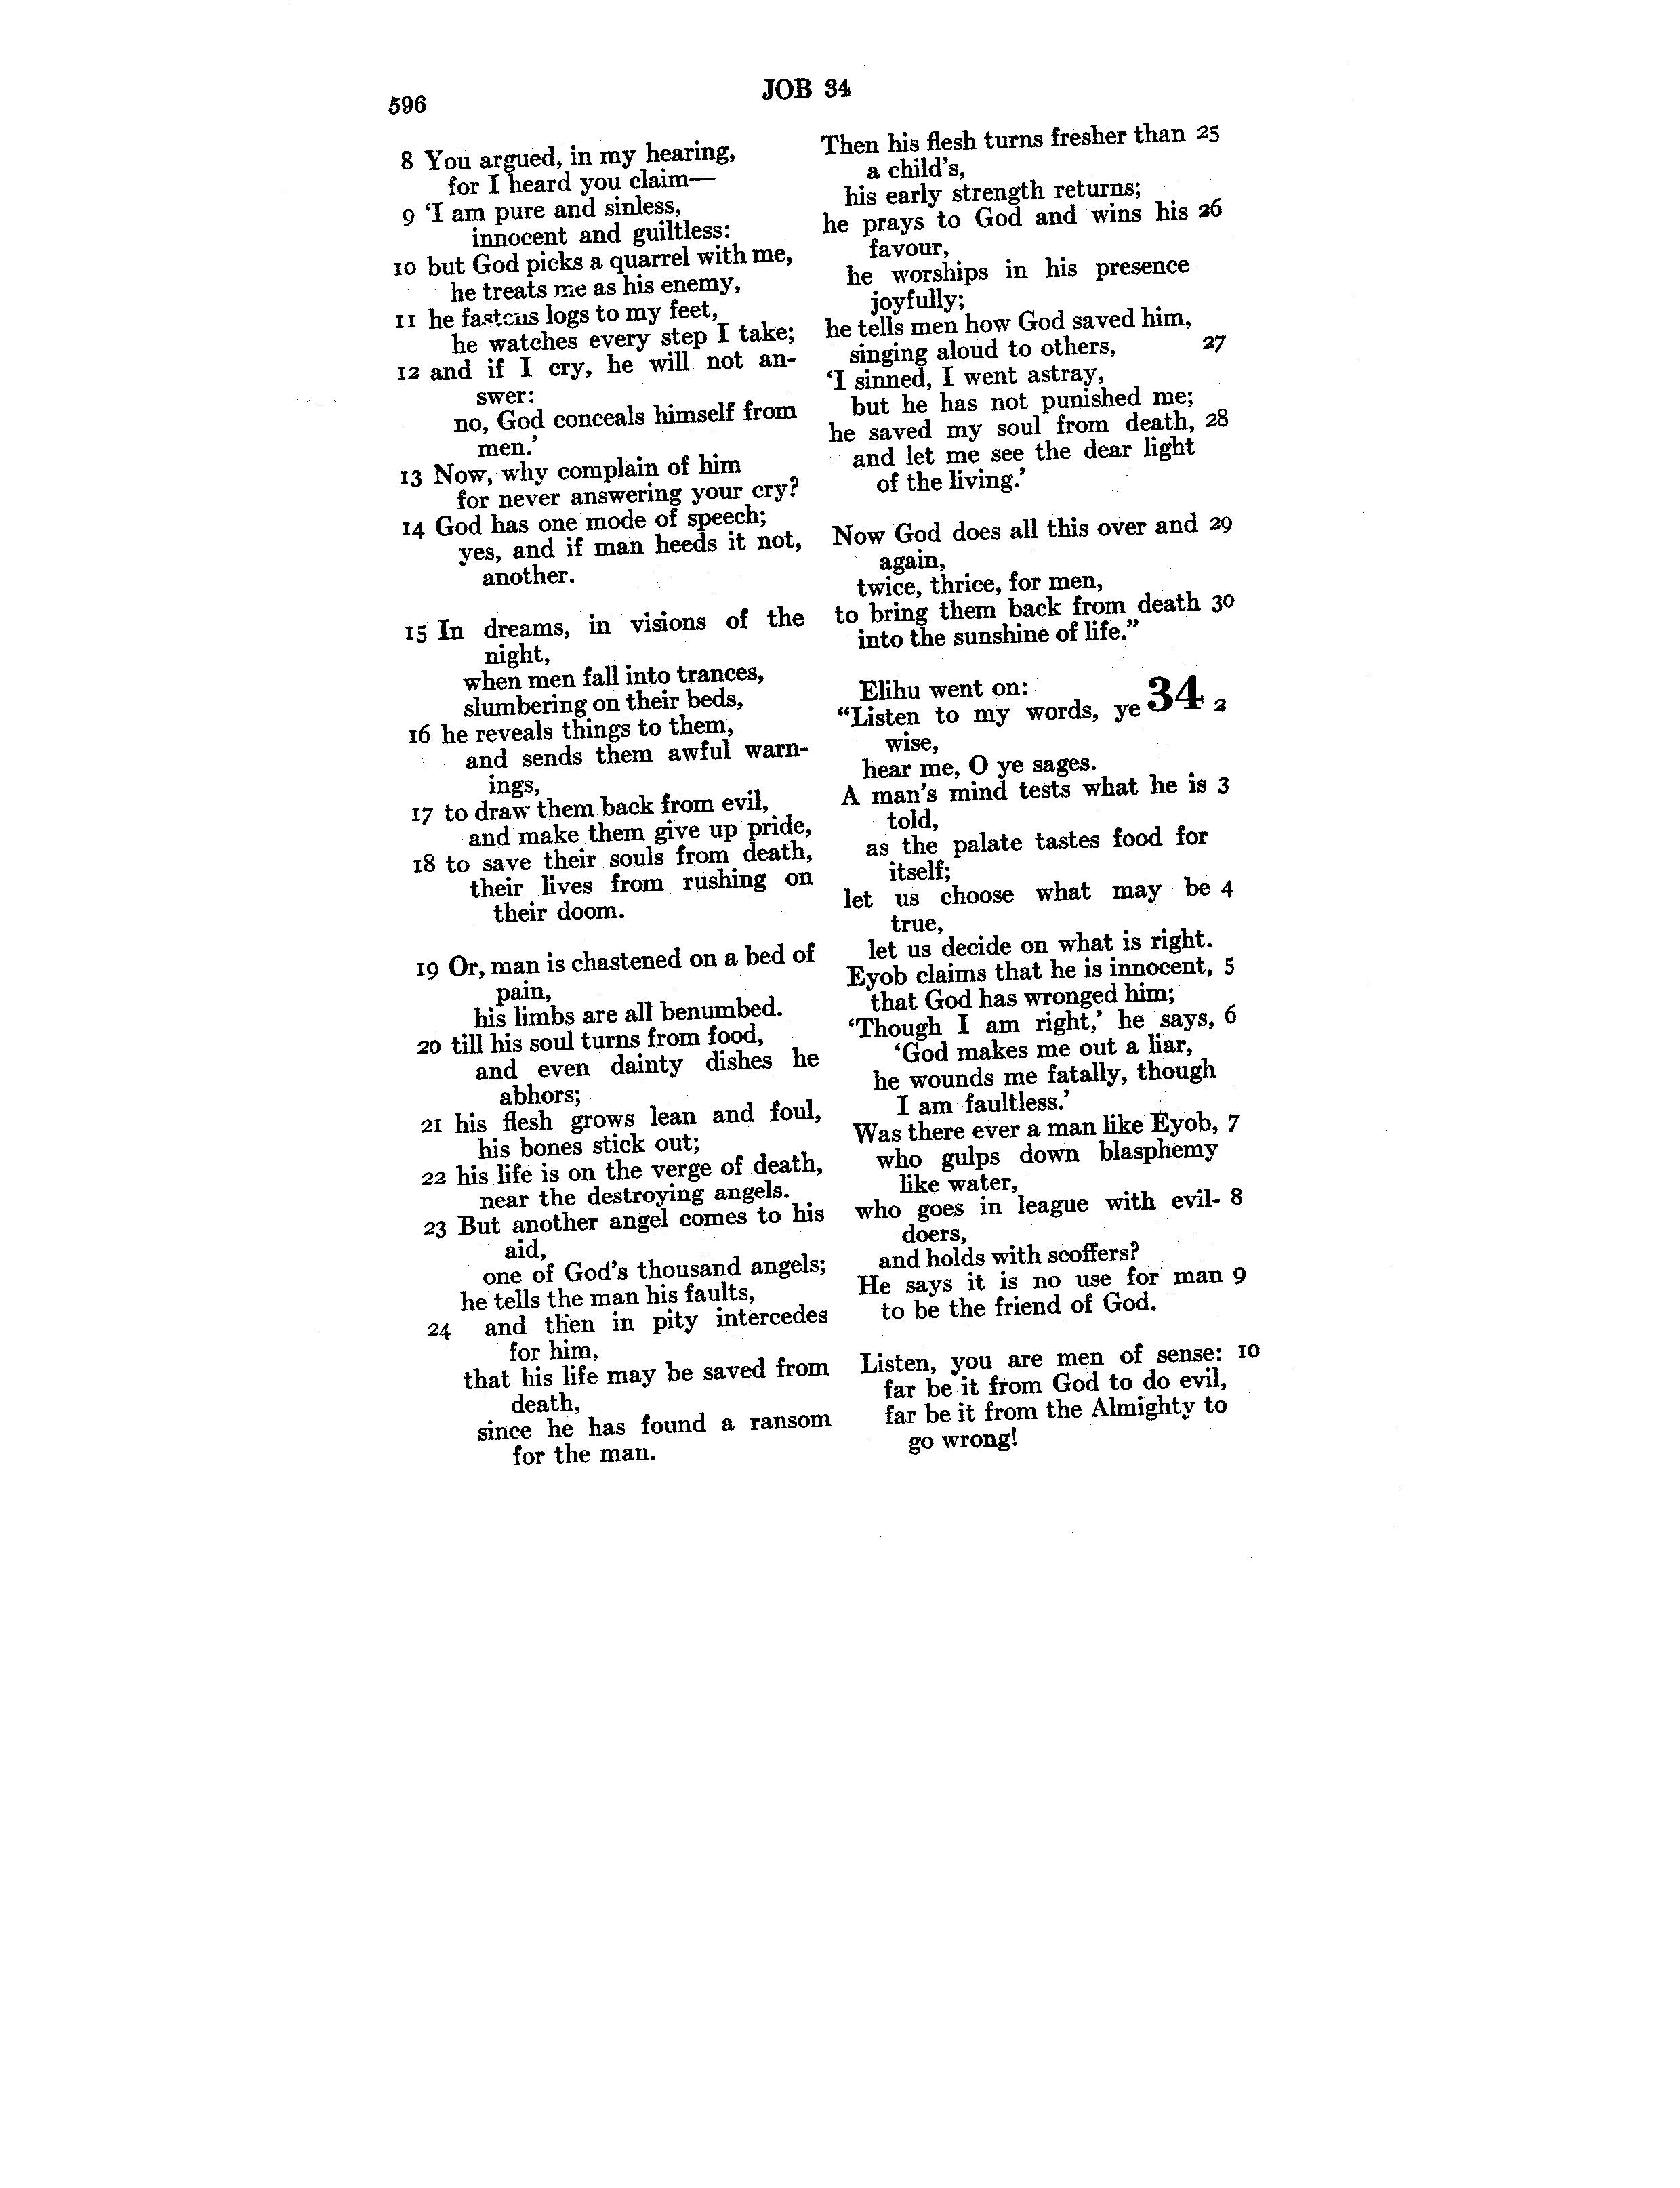 596
JOB 34
8 You argued, in my hearing,
for I heard you claim—
9 ‘I am pure and sinless,
innocent and guiltless:
10 but God picks a quarrel with me,
he treats me as his enemy,
11 he fastens logs to my feet,
he watches every step I take;
12 and if I cry, he will not an-
swer:
no, God conceals himself from
men.’
13 Now, why complain of him
for never answering your cry?
14 God has one mode of speech;
yes, and if man heeds it not,
another.
15 In dreams, in visions of the
night,
when men fall into trances,
slumbering on their beds,
16 he reveals things to them,
and sends them awful warn-
ings,
17 to draw them back from evil,
and make them give up pride,
18 to save their souls from death,
their lives from rushing on
their doom.
19 Or, man is chastened on a bed of
pain,
his limbs are all benumbed.
20 till his soul turns from food,
and even dainty dishes he
abhors;
21 his flesh grows lean and foul,
his bones stick out;
22 his life is on the verge of death,
near the destroying angels.
23 But another angel comes to his
aid,
one of God’s thousand angels;
he tells the man his faults,
24 and then in pity intercedes
for him,
that his life may be saved from
death,
since he has found a ransom
for the man.
Then his flesh turns fresher than 25
a child’s,
his early strength returns;
he prays to God and wins his 26
favour,
he worships in his presence
joyfully;
he tells men how God saved him,
singing aloud to others, 27
‘I sinned, I went astray,
but he has not punished me;
he saved my soul from death, 28
and let me see the dear light
of the living.’
Now God does all this over and 29
again,
twice, thrice, for men,
to bring them back from death 30
into the sunshine of life.”
Elihu went on: 34
“Listen to my words, ye 2
wise,
hear me, O ye sages.
A man’s mind tests what he is 3
told,
as the palate tastes food for
itself;
let us choose what may be 4
true,
let us decide on what is right.
Eyob claims that he is innocent, 5
that God has wronged him;
‘Though I am right,’ he says, 6
‘God makes me out a liar,
he wounds me fatally, though
I am faultless.’
Was there ever a man like Eyob, 7
who gulps down blasphemy
like water,
who goes in league with evil- 8
doers,
and holds with scoffers?
He says it is no use for man 9
to be the friend of God.
Listen, you are men of sense: 10
far be it from God to do evil,
far be it from the Almighty to
go wrong!